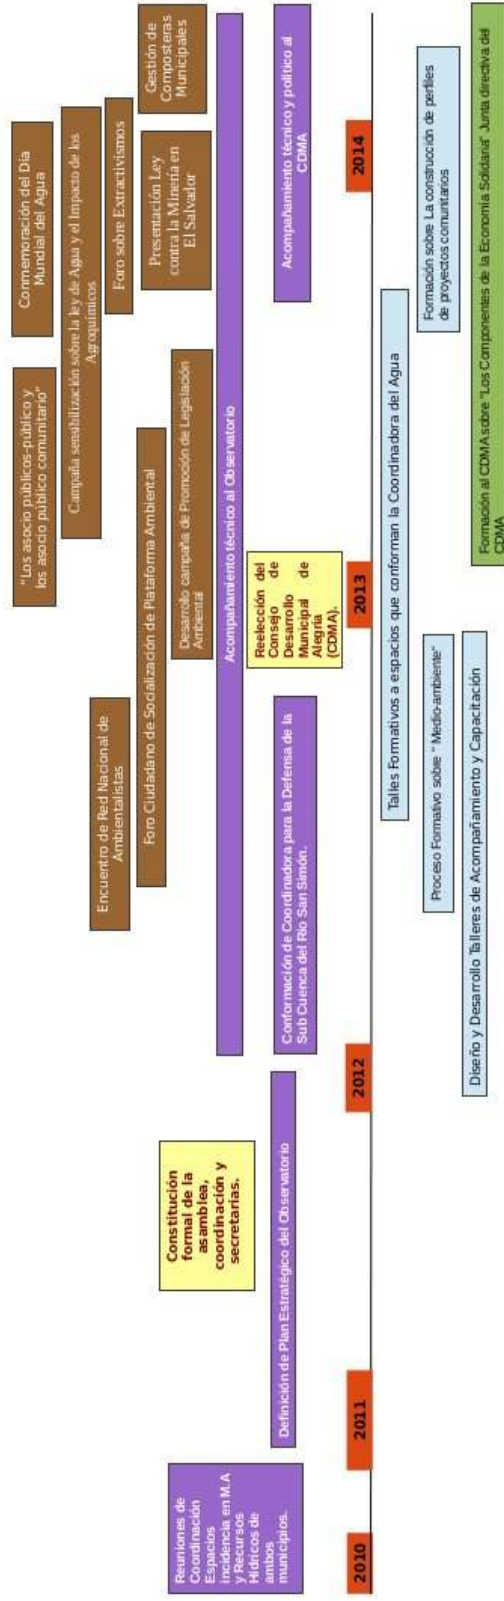 "Los asocio públicos-público y
los asocio público comunitario"
Conmemoración del Día
Mundial del Agua
Campaña sensibilización sobre la ley de Agua y el Impacto de los
Agroquímicos
Encuentro de Red Nacional de
Ambientalistas
Foro sobre Extractivismos
Foro Ciudadano de Socialización de Plataforma Ambiental
Presentación Ley
contra la Minería en
El Salvador
Gestión de
Composteras
Municipales
Desarrollo campaña de Promoción de Legislación
Ambiental
Constitución
formal de la
asamblea,
coordinación y
secretarias.
Reuniones de
Coordinación
Espacios
incidencia en M.A
y Recursos
Hídricos de
ambos
municipios.
Acompañamiento técnico al Observatorio
Reelección del
Consejo de
Desarrollo
Municipal de
Alegría
(CDMA).
Definición de Plan Estratégico del Observatorio
Conformación de Coordinadora para la Defensa de la
Sub Cuenca del Río San Simón.
Acompañamiento técnico y político al
CDMA
2010
2011
2012
2013
2014
Talles Formativos a espacios que conforman la Coordinadora del Agua
Proceso Formativo sobre " Medio-ambiente"
Formación sobre La construcción de perfiles
de proyectos comunitarios
Diseño y Desarrollo Talleres de Acompañamiento y Capacitación
Formación al CDMA sobre "Los Componentes de la Economía Solidaria" Junta directiva del
CDMA